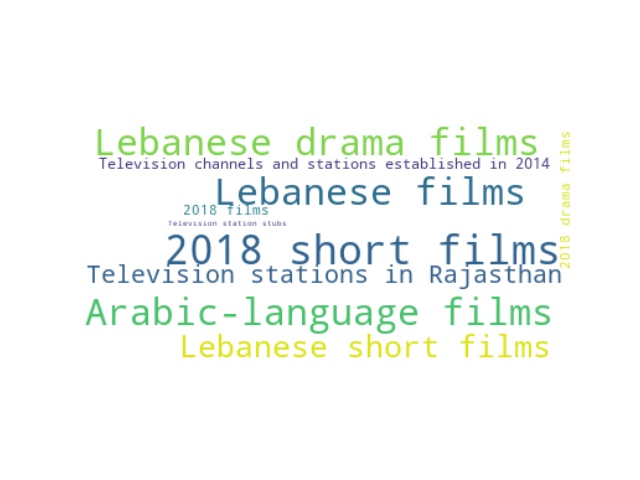 Lebanese drama films
Television channels and stations established in 2014
Lebanese films
2018 films
Television station stubs
2018 short films
Television stations in Rajasthan
Arabic-language films
Lebanese short films
2018 drama films